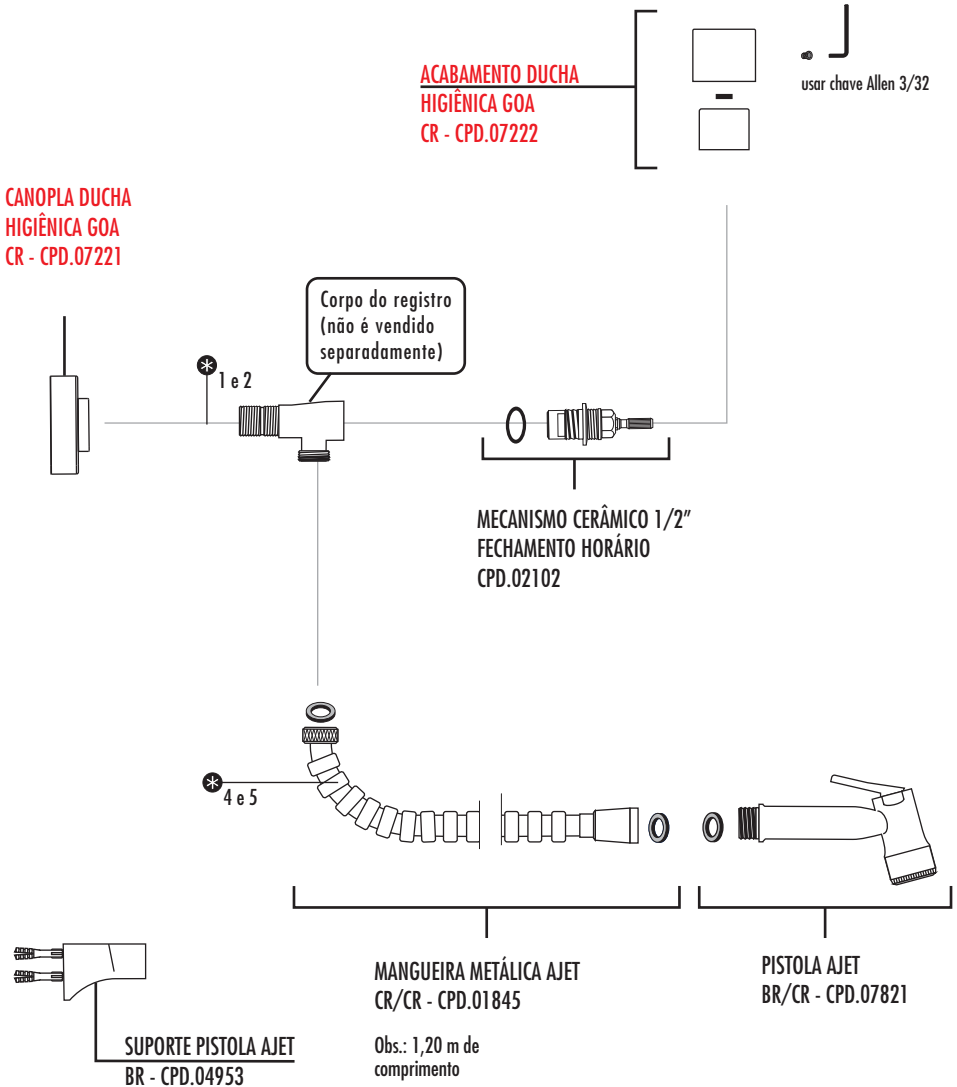 ACABAMENTO DUCHA
HIGIÊNICA GOA
CR - CPD.07222
usar chave Allen 3/32
CANOPLA DUCHA
HIGIÊNICA GOA
CR - CPD.07221
Corpo do registro
(não é vendido
separadamente)
1 e 2
MECANISMO CERÂMICO 1/2”
FECHAMENTO HORÁRIO
CPD.02102
4 e 5
MANGUEIRA METÁLICA AJET
CR/CR - CPD.01845
Obs.: 1,20 m de
comprimento
PISTOLA AJET
BR/CR - CPD.07821
SUPORTE PISTOLA AJET
BR - CPD.04953